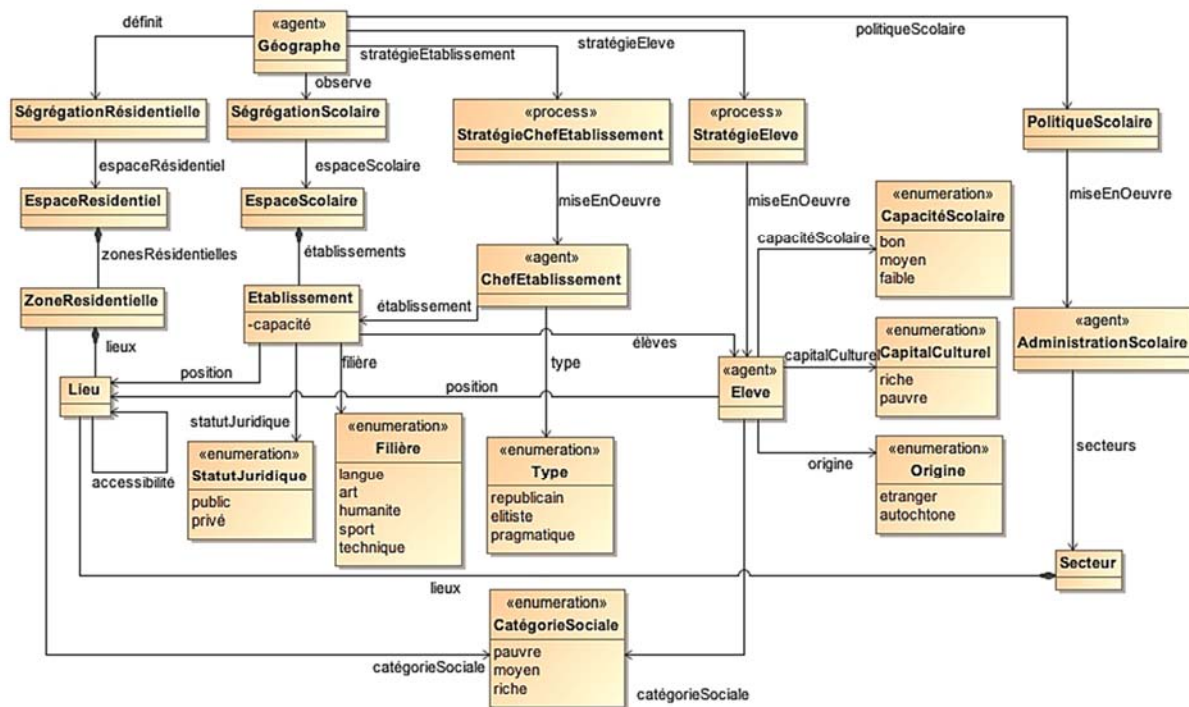 définit
«agent»
Géographe
stratégieEtablissement
stratégieEleve
politiqueScolaire
observe
SégrégationRésidentielle
SégrégationScolaire
«process»
StratégieChefEtablissement
«process»
StratégieEleve
PolitiqueScolaire
espaceRésidentiel
espaceScolaire
EspaceResidentiel
EspaceScolaire
miseEnOeuvre
miseEnOeuvre
miseEnOeuvre
«enumeration»
CapacitéScolaire
bon
moyen
faible
capacitéScolaire
zonesRésidentielles
établissements
«agent»
ChefEtablissement
ZoneResidentielle
Etablissement
-capacité
établissement
«agent»
AdministrationScolaire
«enumeration»
CapitalCulturel
riche
pauvre
capitalCulturel
lieux
élèves
filière
type
position
position
Lieu
«agent»
Eleve
statutJuridique
accessibilité
«enumeration»
StatutJuridique
public
privé
«enumeration»
Filière
langue
art
humanite
sport
technique
«enumeration»
Type
republicain
elitiste
pragmatique
origine
«enumeration»
Origine
etranger
autochtone
secteurs
Secteur
lieux
«enumeration»
CatégorieSociale
pauvre
moyen
riche
catégorieSociale
catégorieSociale